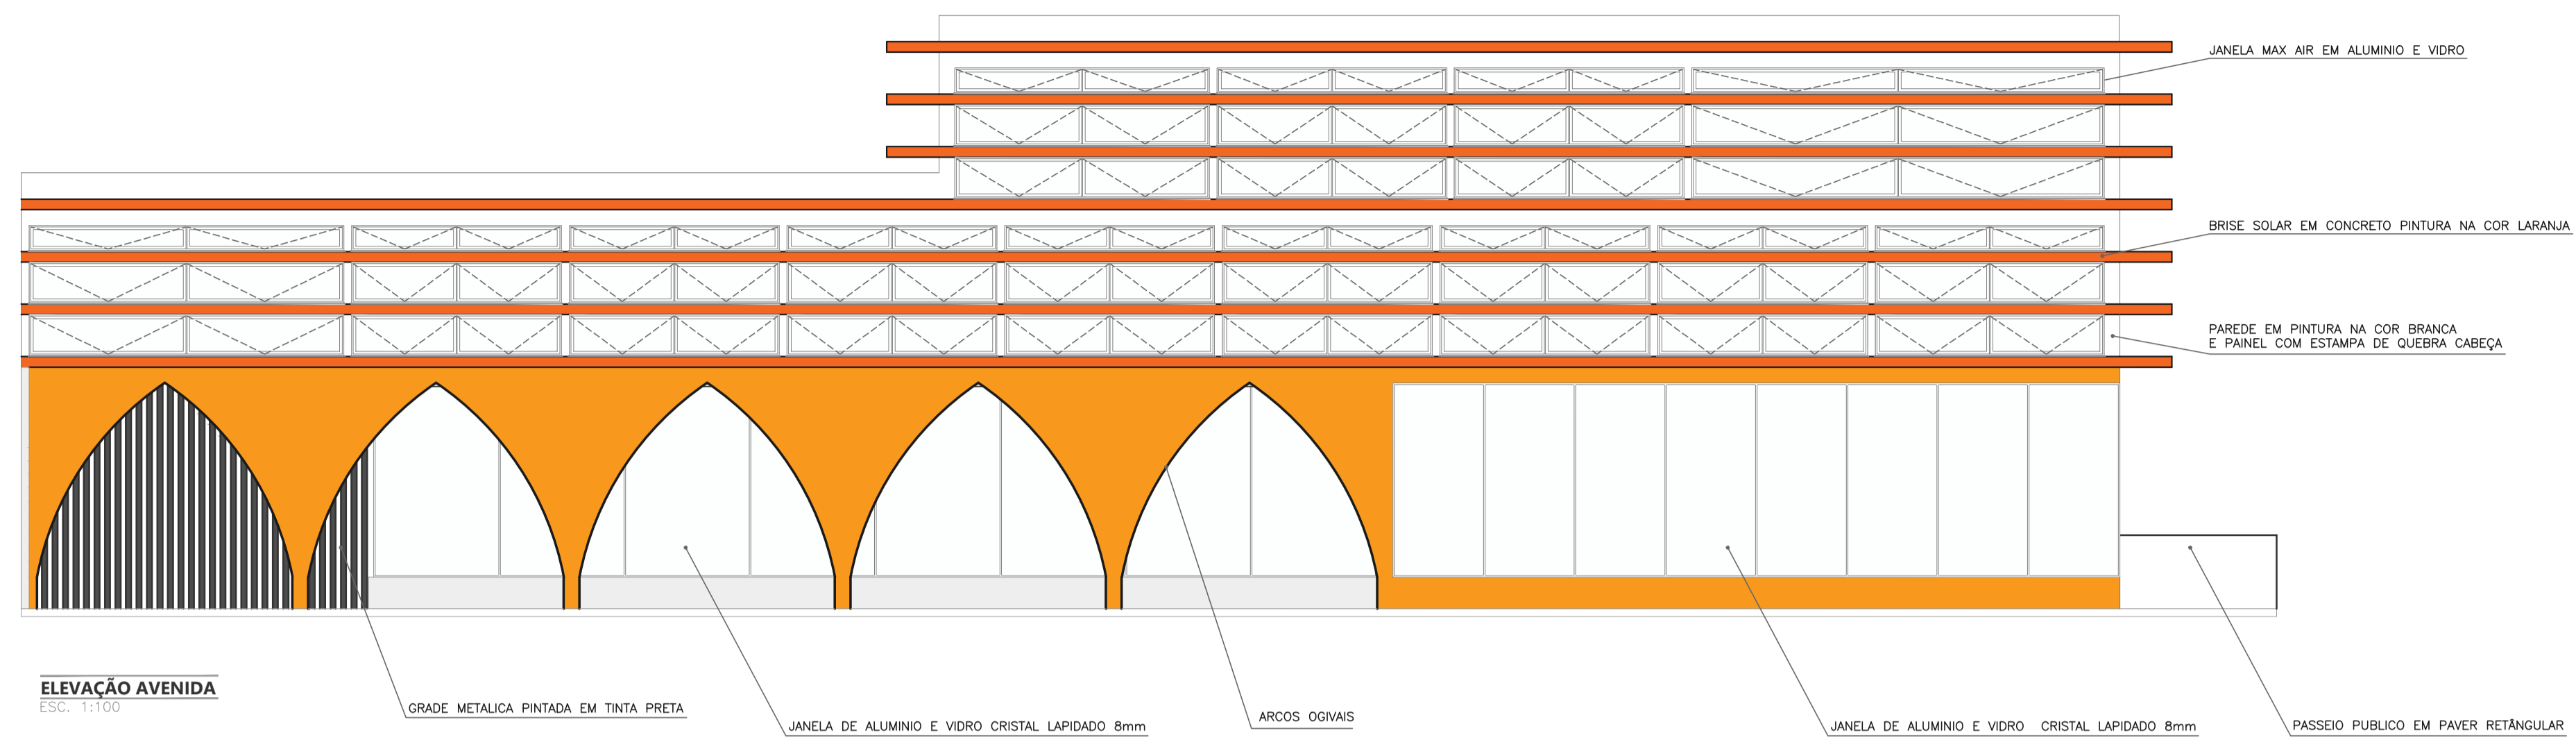 JANELA MAX AIR EM ALUMINIO E VIDRO
BRISE SOLAR EM CONCRETO PINTURA NA COR LARANJA
PAREDE EM PINTURA NA COR BRANCA
E PAINEL COM ESTAMPA DE QUEBRA CABEÇA
ELEVAÇÃO AVENIDA
ESC. 1:100
GRADE METALICA PINTADA EM TINTA PRETA
JANELA DE ALUMINIO E VIDRO CRISTAL LAPIDADO 8mm
ARCOS OGIVAIS
JANELA DE ALUMINIO E VIDRO CRISTAL LAPIDADO 8mm
PASSEIO PUBLICO EM PAVER RETÂNGULAR